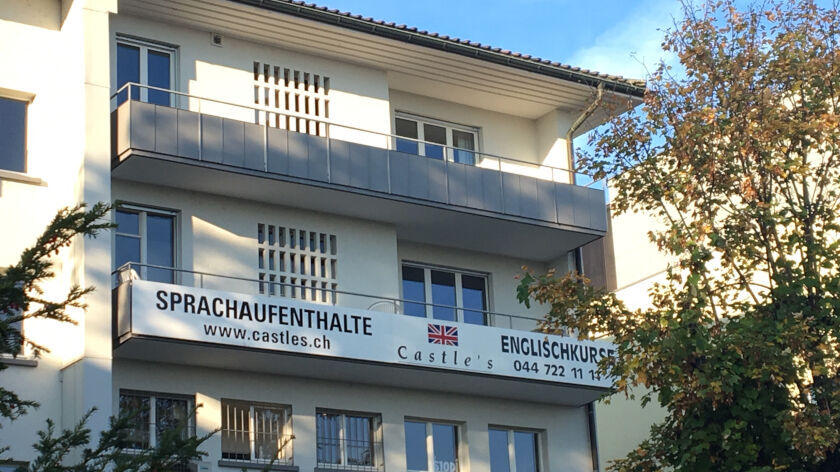 SPRACHAUFENTHALTE
www.castles.ch
Castle's
ENGLISCHKURSE
044 722 11